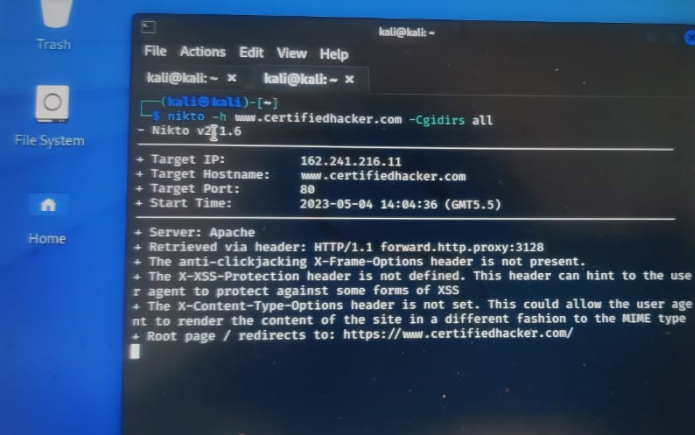 Trash
File System
Home
kali@kali: ~
File Actions Edit View Help
kali@kali: ~ × kali@kali: ~ ×
(kali㉿kali)-[~]
$ nikto -h www.certifiedhacker.com -Cgidirs all
- Nikto v2.1.6
+ Target IP: 162.241.216.11
+ Target Hostname: www.certifiedhacker.com
+ Target Port: 80
+ Start Time: 2023-05-04 14:04:36 (GMT5.5)
+ Server: Apache
+ Retrieved via header: HTTP/1.1 forward.http.proxy:3128
+ The anti-clickjacking X-Frame-Options header is not present.
+ The X-XSS-Protection header is not defined. This header can hint to the use
r agent to protect against some forms of XSS
+ The X-Content-Type-Options header is not set. This could allow the user age
nt to render the content of the site in a different fashion to the MIME type
+ Root page / redirects to: https://www.certifiedhacker.com/